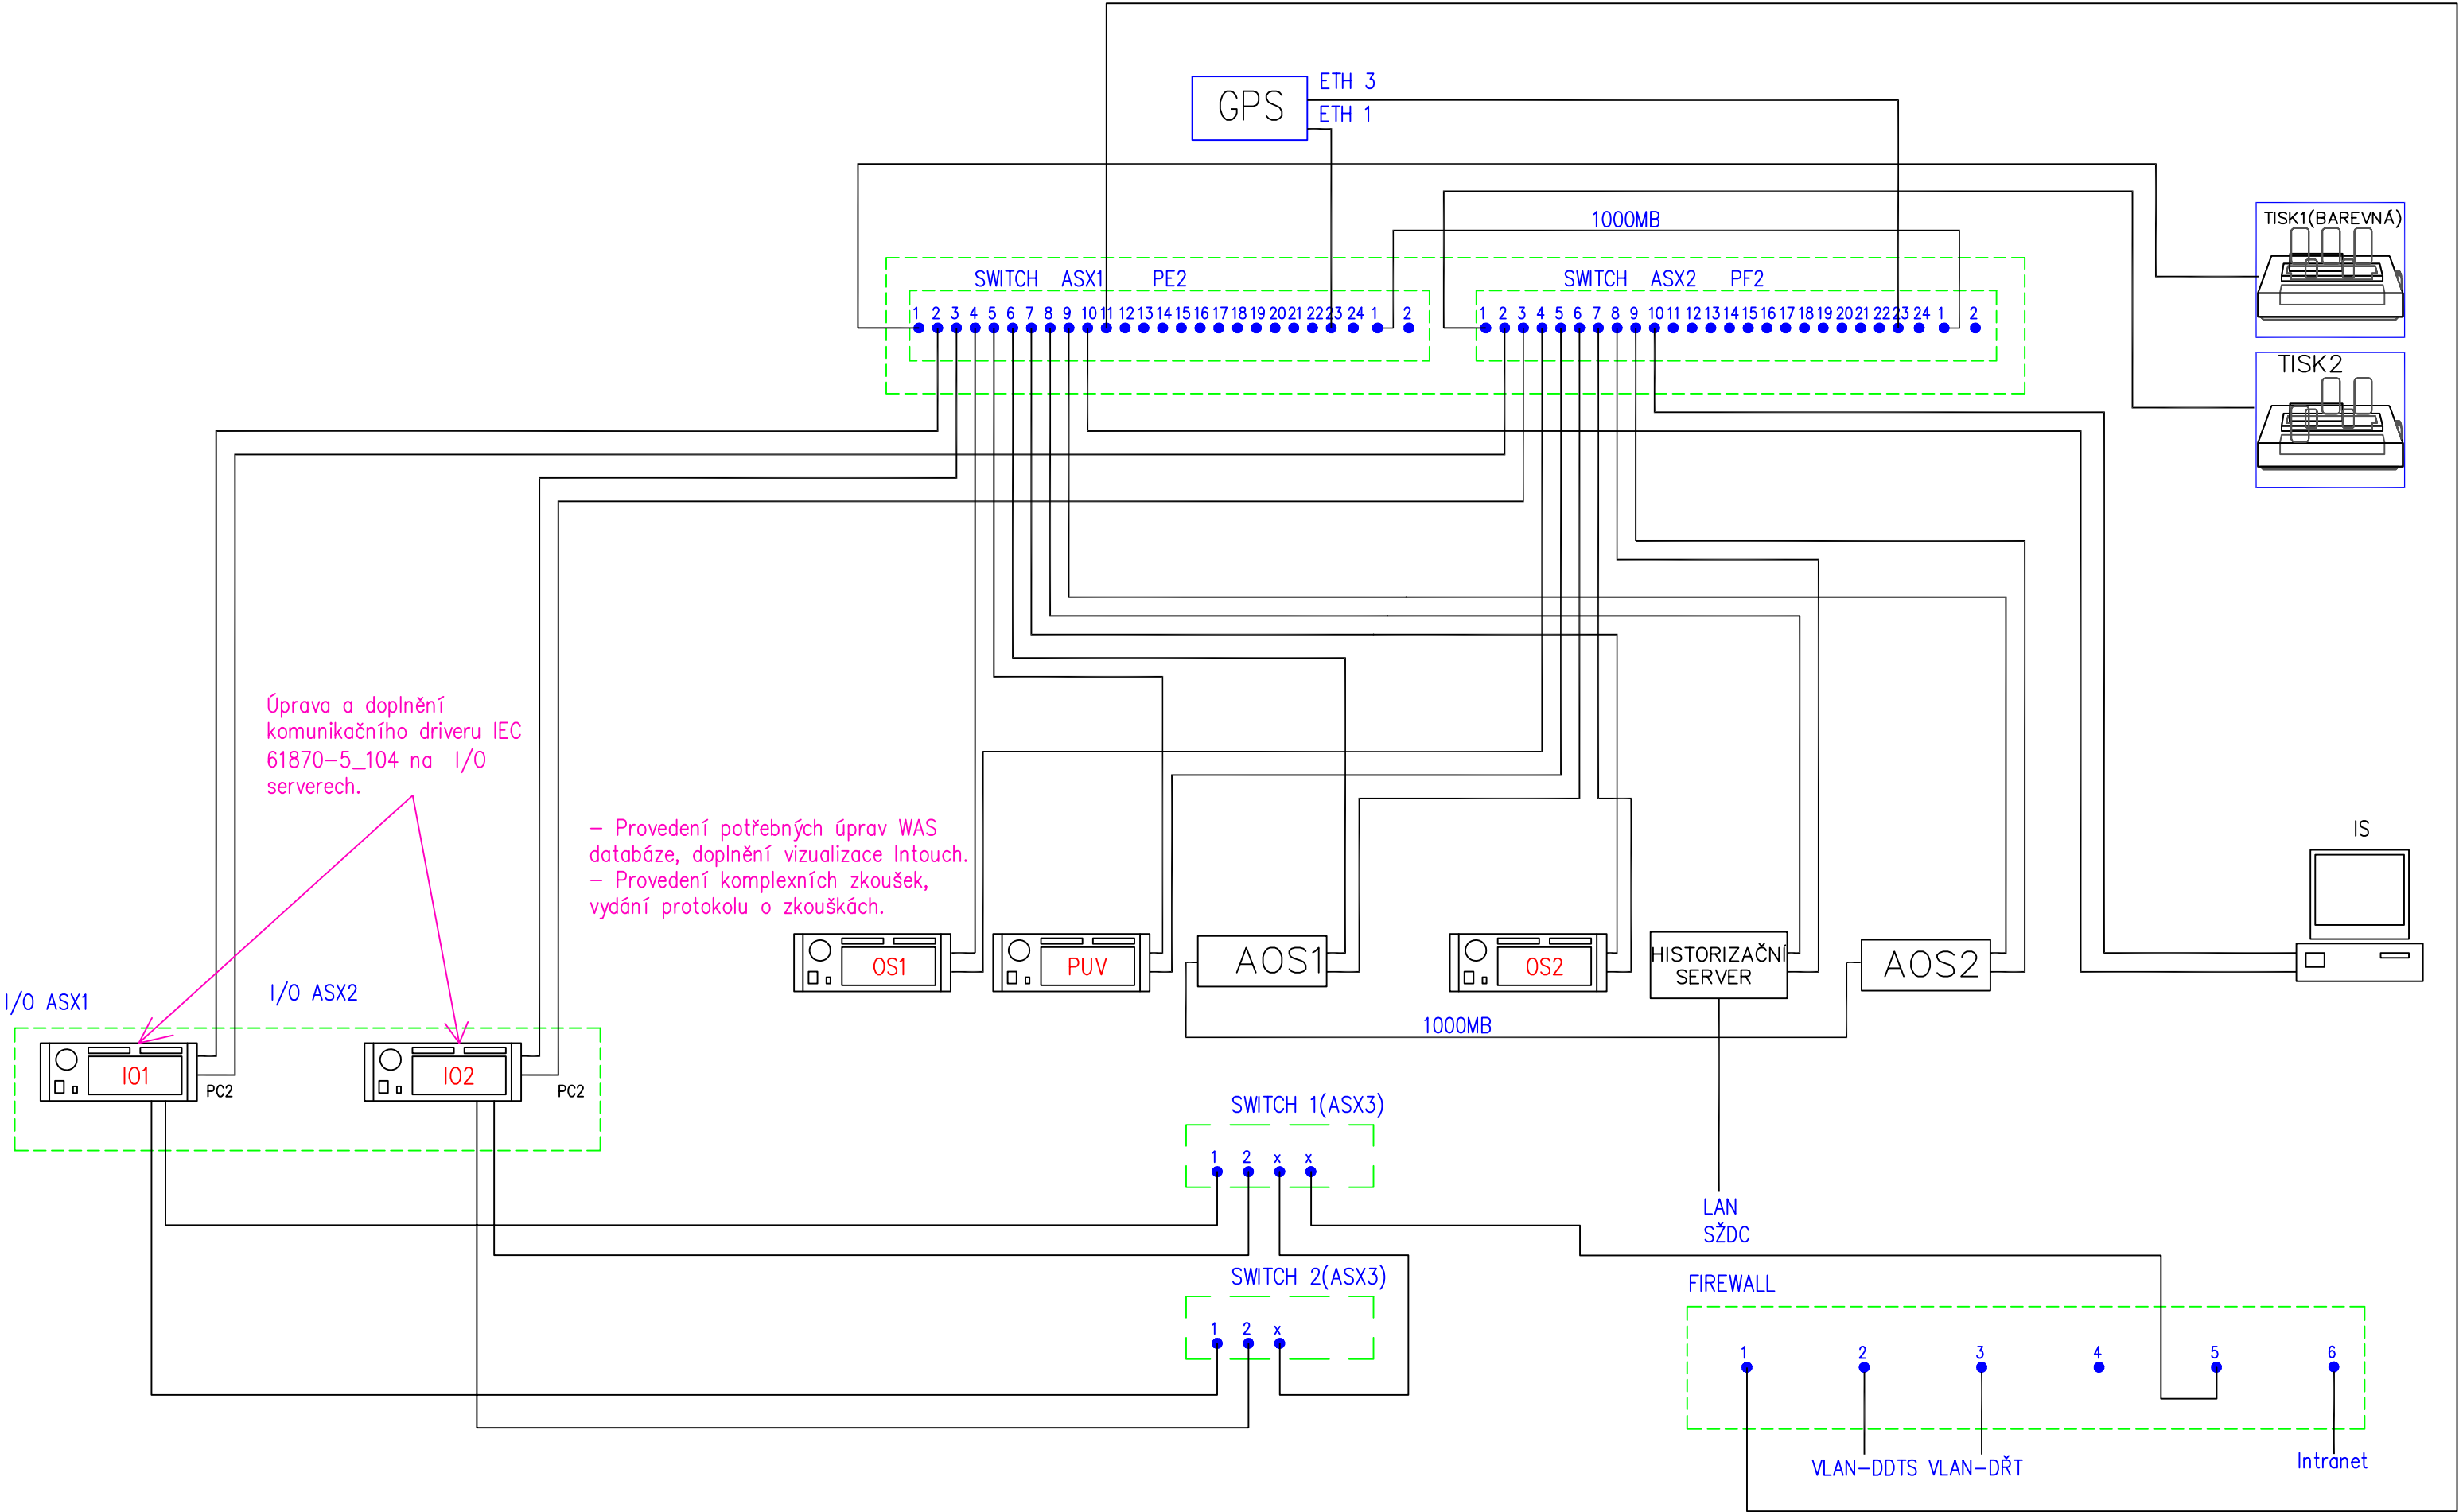 ETH 3
GPS
ETH 1
1000MB
TISK1(BAREVNÁ)
SWITCH ASX1 PE2
1 2 3 4 5 6 7 8 9 10 11 12 13 14 15 16 17 18 19 20 21 22 23 24 1 2
SWITCH ASX2 PF2
1 2 3 4 5 6 7 8 9 10 11 12 13 14 15 16 17 18 19 20 21 22 23 24 1 2
TISK2
Úprava a doplnění
komunikačního driveru IEC
61870-5_104 na I/O
serverech.
- Provedení potřebných úprav WAS
databáze, doplnění vizualizace Intouch.
- Provedení komplexních zkoušek,
vydání protokolu o zkouškách.
IS
I/O ASX1
I/O ASX2
OS1
PUV
AOS1
OS2
HISTORIZAČNÍ
SERVER
AOS2
1000MB
IO1
PC2
IO2
PC2
SWITCH 1(ASX3)
1 2 x x
LAN
SŽDC
SWITCH 2(ASX3)
1 2 x
FIREWALL
1 2 3 4 5 6
VLAN-DDTS VLAN-DŘT
Intranet